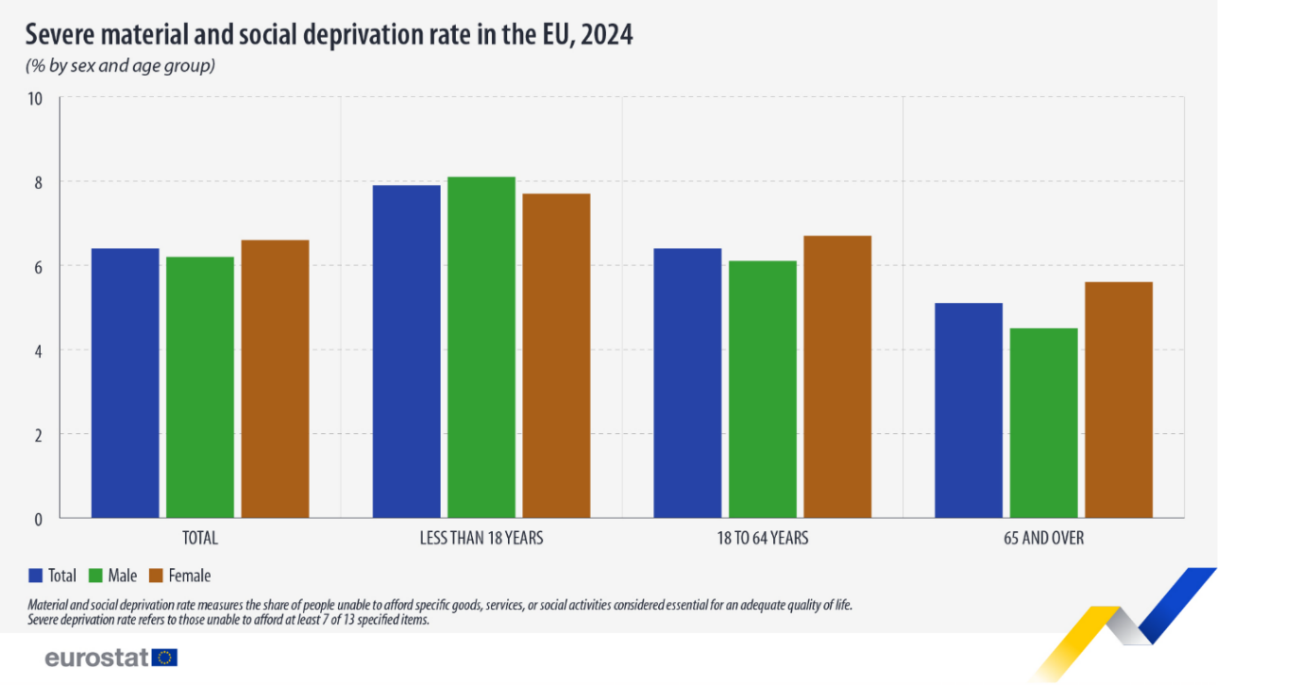 Severe material and social deprivation rate in the EU, 2024
(% by sex and age group)
10
8
6
4
2
0
TOTAL
LESS THAN 18 YEARS
18 TO 64 YEARS
65 AND OVER
Total
Male
Female
Material and social deprivation rate measures the share of people unable to afford specific goods, services, or social activities considered essential for an adequate quality of life.
Severe deprivation rate refers to those unable to afford at least 7 of 13 specified items.
eurostat